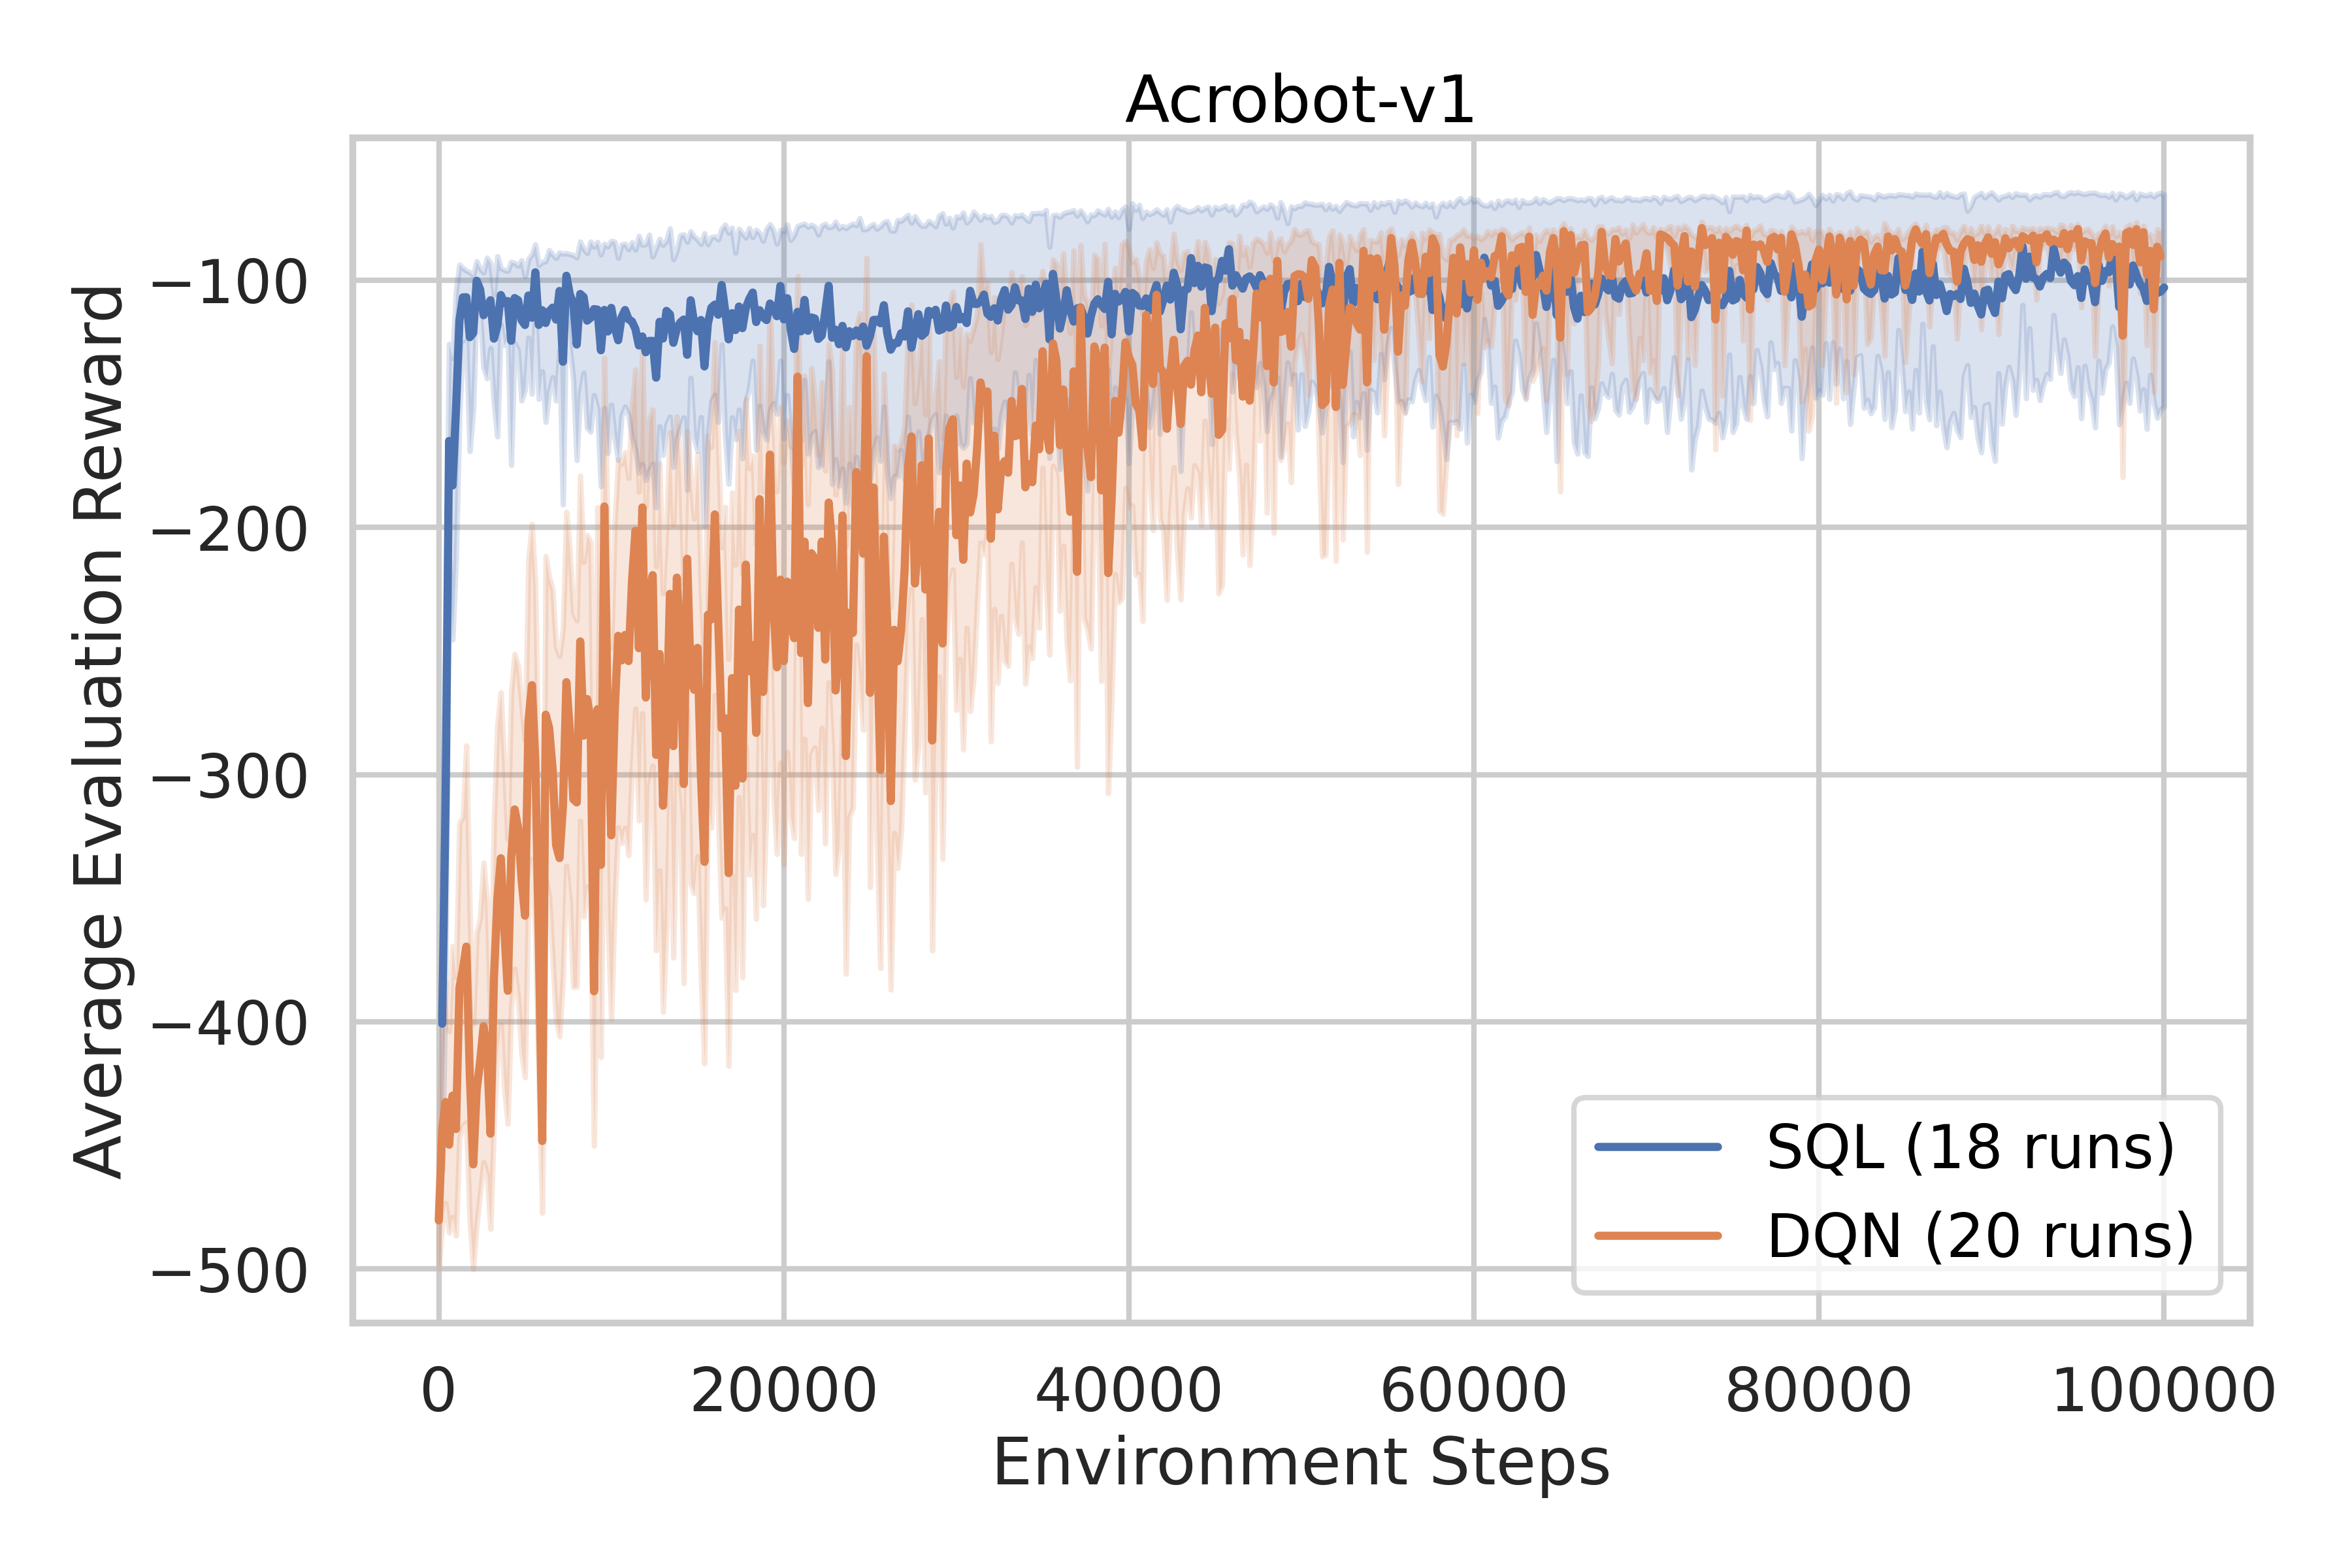 Acrobot-v1
Average Evaluation Reward
−100
−200
−300
−400
−500
0 20000 40000 60000 80000 100000
Environment Steps
SQL (18 runs)
DQN (20 runs)